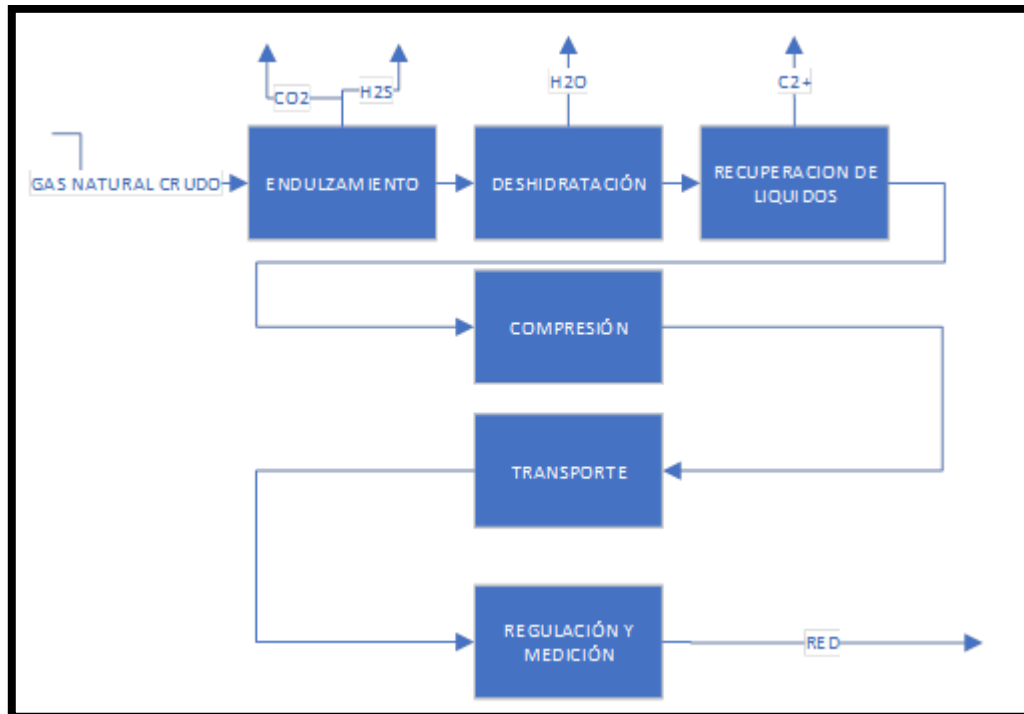 CO2
H2S
H2O
C2+
GAS NATURAL CRUDO
ENDULZAMIENTO
DESHIDRATACIÓN
RECUPERACION DE
LIQUIDOS
COMPRESIÓN
TRANSPORTE
REGULACIÓN Y
MEDICIÓN
RED